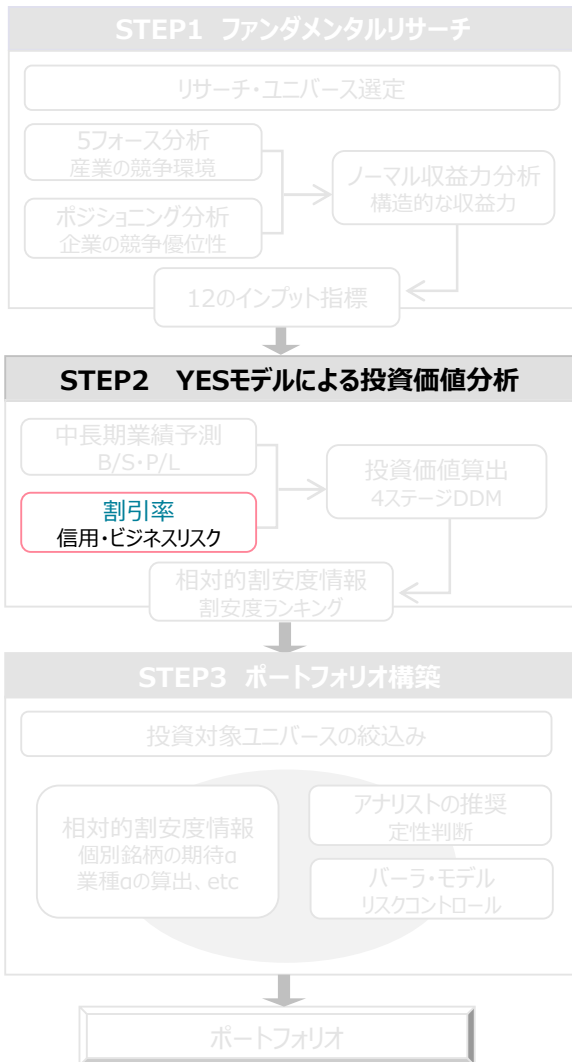 STEP1 ファンダメンタルリサーチ
リサーチ・ユニバース選定
5フォース分析
産業の競争環境
ポジショニング分析
企業の競争優位性
ノーマル収益力分析
構造的な収益力
12のインプット指標
STEP2 YESモデルによる投資価値分析
中長期業績予測
B/S・P/L
割引率
信用・ビジネスリスク
投資価値算出
4ステージDDM
相対的割安度情報
割安度ランキング
STEP3 ポートフォリオ構築
投資対象ユニバースの絞込み
相対的割安度情報
個別銘柄の期待α
業種αの算出、etc
アナリストの推奨
定性判断
バーラ・モデル
リスクコントロール
ポートフォリオ